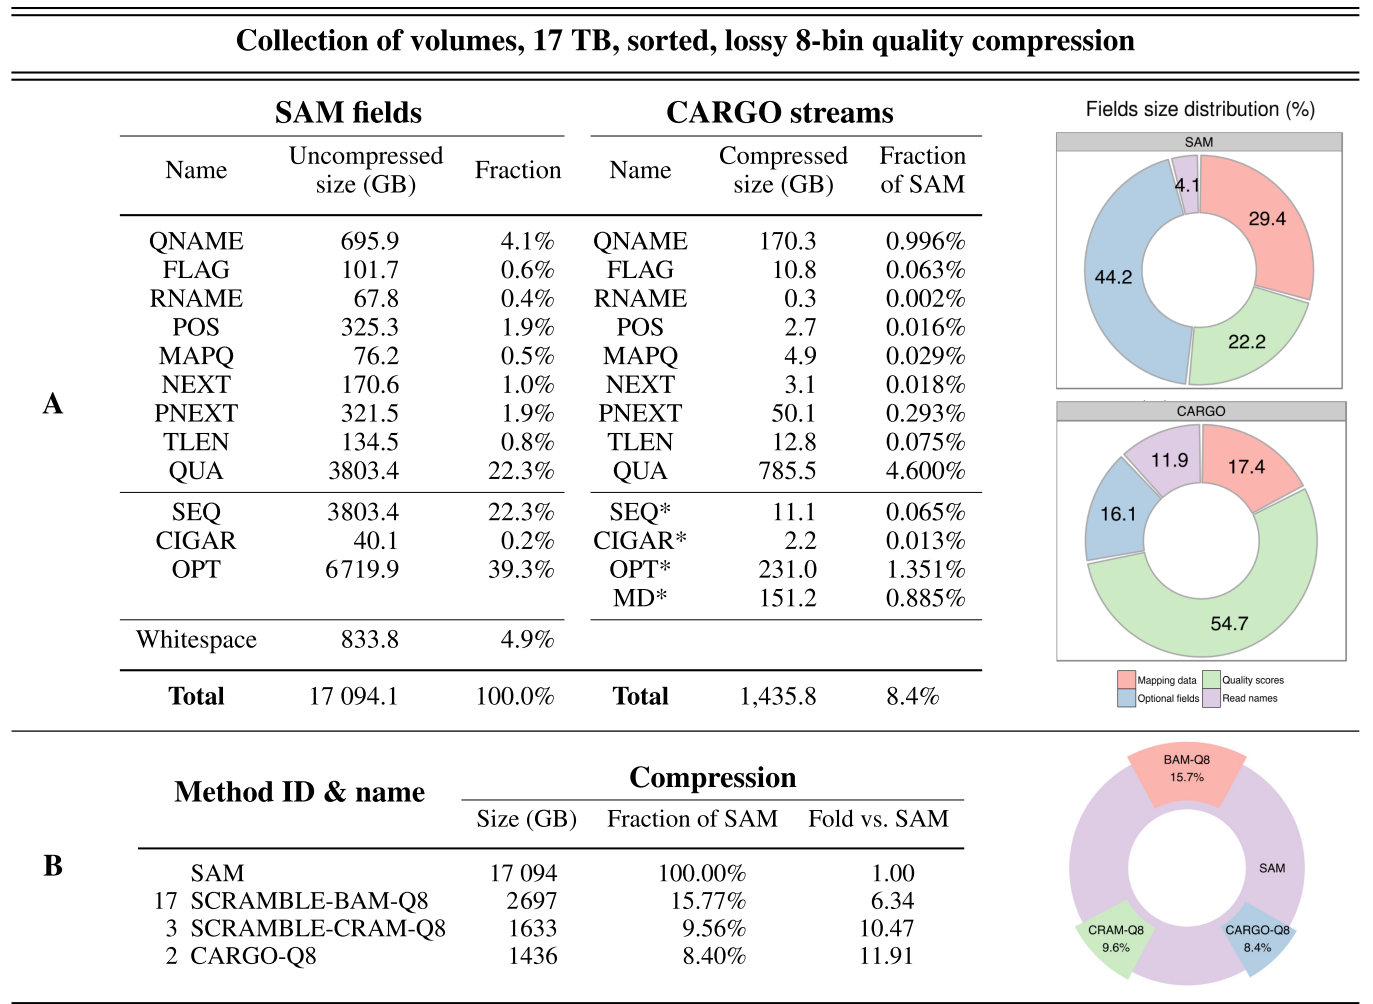 Collection of volumes, 17 TB, sorted, lossy 8-bin quality compression
A
SAM fields
Name Uncompressed size (GB) Fraction
QNAME 695.9 4.1%
FLAG 101.7 0.6%
RNAME 67.8 0.4%
POS 325.3 1.9%
MAPQ 76.2 0.5%
NEXT 170.6 1.0%
PNEXT 321.5 1.9%
TLEN 134.5 0.8%
QUA 3803.4 22.3%
SEQ 3803.4 22.3%
CIGAR 40.1 0.2%
OPT 6719.9 39.3%
Whitespace 833.8 4.9%
Total 17 094.1 100.0%
CARGO streams
Name Compressed size (GB) Fraction of SAM
QNAME 170.3 0.996%
FLAG 10.8 0.063%
RNAME 0.3 0.002%
POS 2.7 0.016%
MAPQ 4.9 0.029%
NEXT 3.1 0.018%
PNEXT 50.1 0.293%
TLEN 12.8 0.075%
QUA 785.5 4.600%
SEQ* 11.1 0.065%
CIGAR* 2.2 0.013%
OPT* 231.0 1.351%
MD* 151.2 0.885%
Total 1,435.8 8.4%
Fields size distribution (%)
SAM
4.1
29.4
44.2
22.2
CARGO
11.9
17.4
16.1
54.7
Mapping data Quality scores
Optional fields Read names
B
Method ID & name Compression
Size (GB) Fraction of SAM Fold vs. SAM
SAM 17 094 100.00% 1.00
17 SCRAMBLE-BAM-Q8 2697 15.77% 6.34
3 SCRAMBLE-CRAM-Q8 1633 9.56% 10.47
2 CARGO-Q8 1436 8.40% 11.91
BAM-Q8
15.7%
SAM
CRAM-Q8
9.6%
CARGO-Q8
8.4%